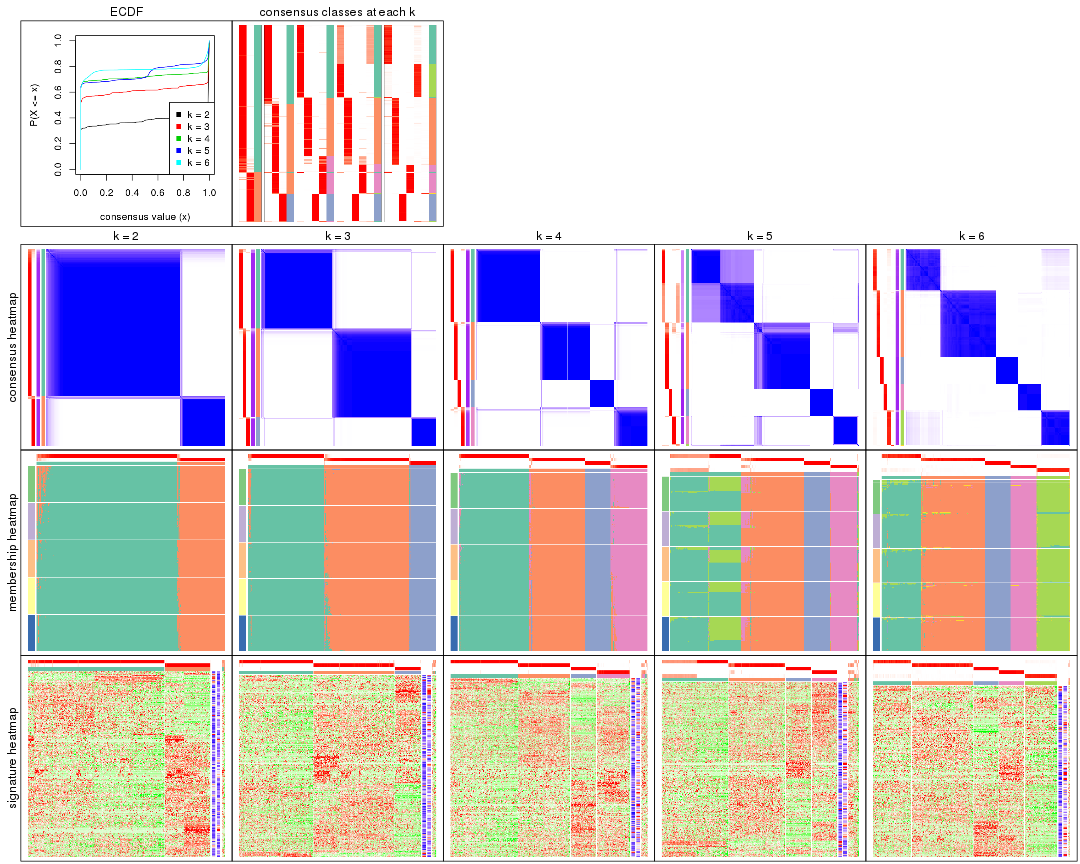 ECDF
consensus classes at each k
P(X <= x)
0.0 0.2 0.4 0.6 0.8 1.0
k = 2
k = 3
k = 4
k = 5
k = 6
0.0 0.2 0.4 0.6 0.8 1.0
consensus value (x)
k = 2 k = 3 k = 4 k = 5 k = 6
consensus heatmap
membership heatmap
signature heatmap